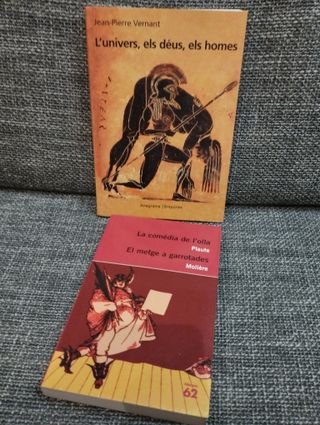 Jean-Pierre Vernant
L'univers, els déus, els homes
Anagrama | Empúries
La comèdia de l'olla
Plaute
El metge a garrotades
Molière
62